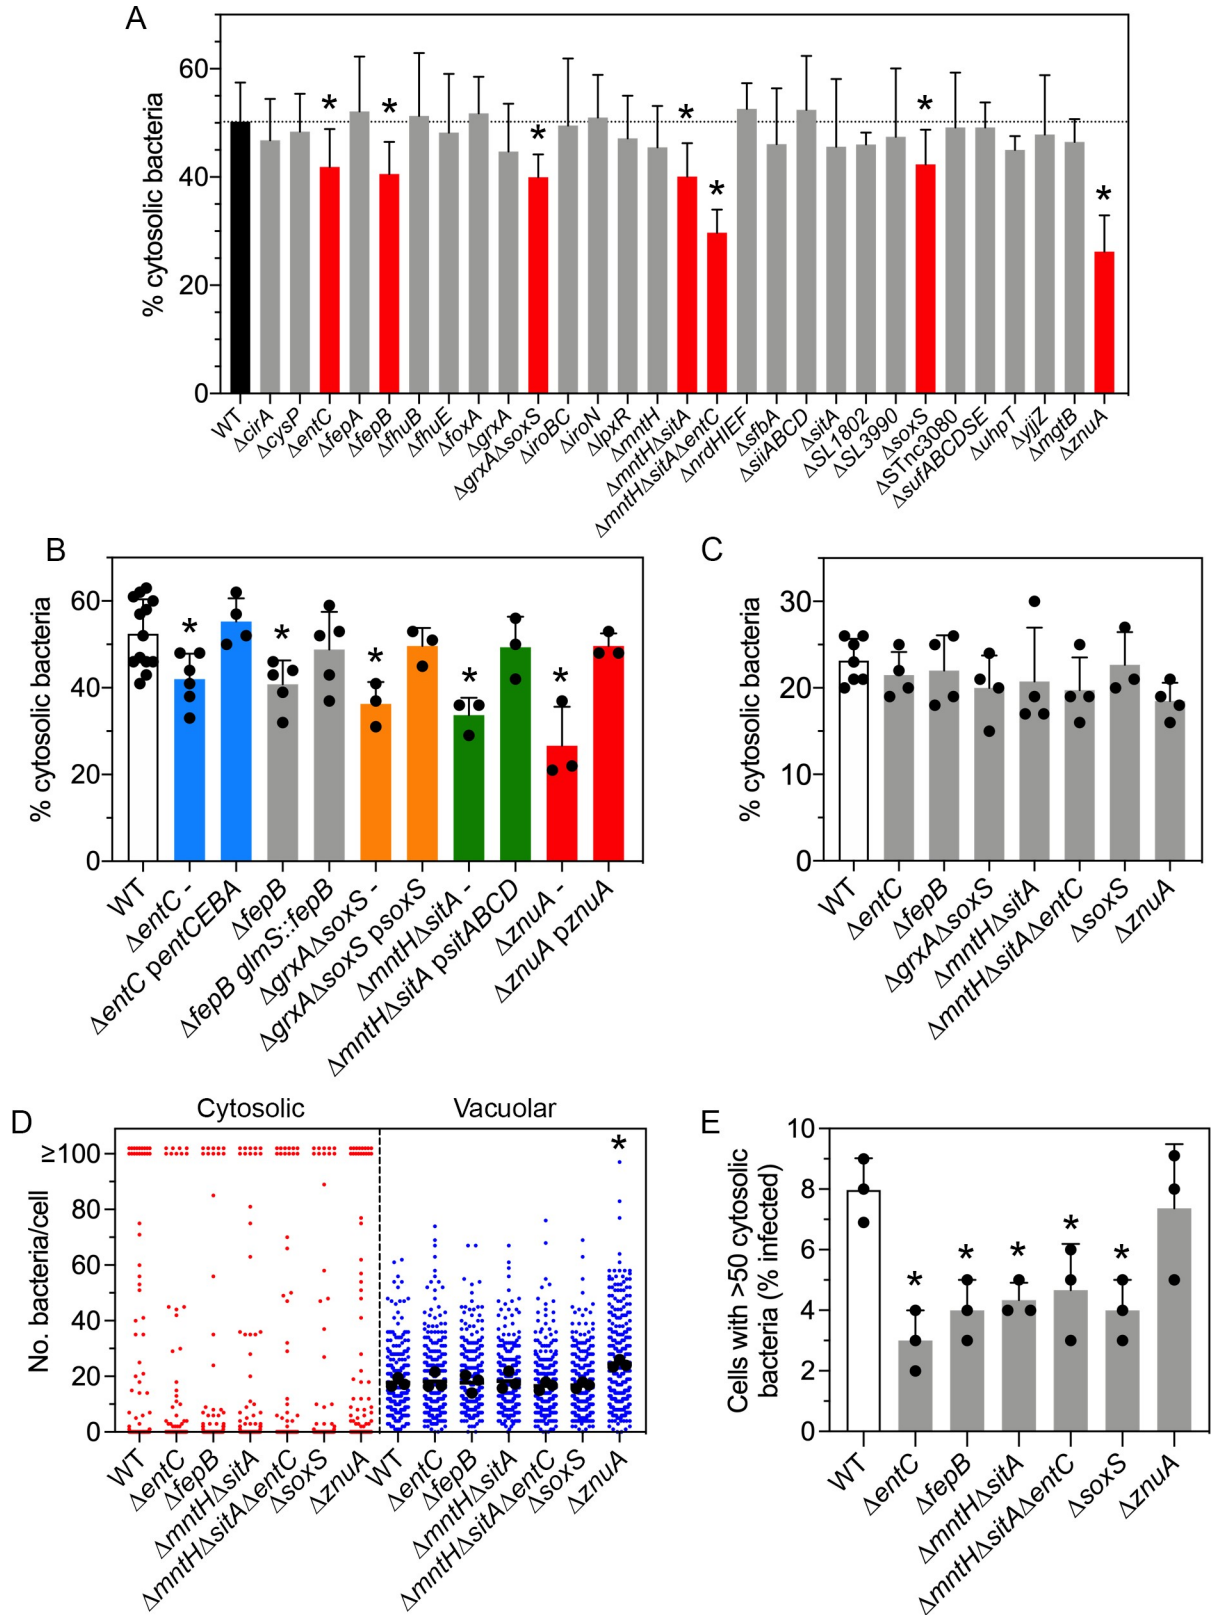 A
% cytosolic bacteria
60
40
20
0
* * * * * * *
WT
ΔcirA
ΔcysP
ΔentC
ΔfepA
ΔfepB
ΔfhuB
ΔfhuE
ΔfoxA
ΔgrxA
ΔgrxAΔsoxS
ΔiroBC
ΔiroN
ΔlpxR
ΔmntH
ΔmntHΔsitA
ΔmntHΔsitAΔentC
ΔnrdHIEF
ΔsfbA
ΔsiiABCD
ΔsitA
ΔSL1802
ΔSL3990
ΔsoxS
ΔSTnc3080
ΔsufABCDSE
ΔuhpT
ΔyjjZ
ΔmgtB
ΔznuA
B
% cytosolic bacteria
60
40
20
0
* * * * *
WT
ΔentC -
ΔentC pentCEBA
ΔfepB
ΔfepB glmS::fepB
ΔgrxAΔsoxS -
ΔgrxAΔsoxS psoxS
ΔmntHΔsitA -
ΔmntHΔsitA psitABCD
ΔznuA -
ΔznuA pznuA
C
% cytosolic bacteria
30
20
10
0
WT
ΔentC
ΔfepB
ΔgrxAΔsoxS
ΔmntHΔsitA
ΔmntHΔsitAΔentC
ΔsoxS
ΔznuA
D
Cytosolic
Vacuolar
No. bacteria/cell
≥100
80
60
40
20
0
*
WT
ΔentC
ΔfepB
ΔmntHΔsitA
ΔmntHΔsitAΔentC
ΔsoxS
ΔznuA
WT
ΔentC
ΔfepB
ΔmntHΔsitA
ΔmntHΔsitAΔentC
ΔsoxS
ΔznuA
E
Cells with >50 cytosolic
bacteria (% infected)
10
8
6
4
2
0
* * * * *
WT
ΔentC
ΔfepB
ΔmntHΔsitA
ΔmntHΔsitAΔentC
ΔsoxS
ΔznuA